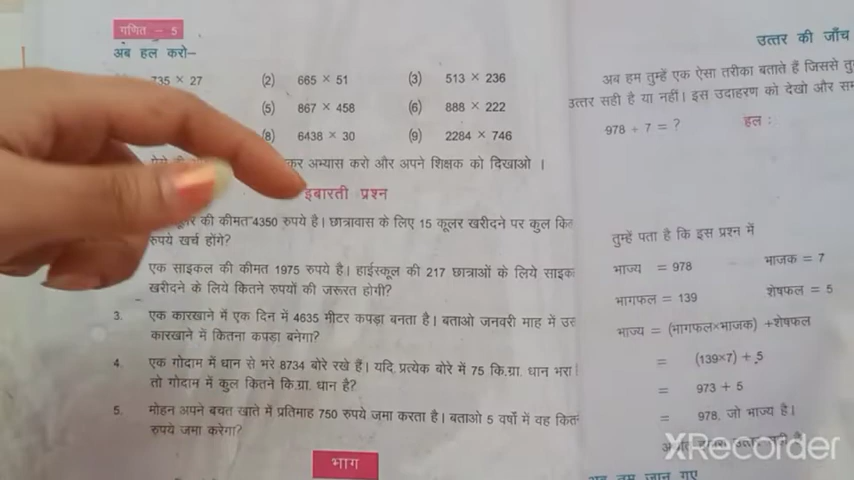 गणित - 5
अब हल करो-
735 × 27 (2) 665 × 51 (3) 513 × 236
(5) 867 × 458 (6) 888 × 222
(8) 6438 × 30 (9) 2284 × 746
कर अभ्यास करो और अपने शिक्षक को दिखाओ ।
इबारती प्रश्न
की कीमत 4350 रुपये है। छात्रावास के लिए 15 कूलर खरीदने पर कुल
रुपये खर्च होंगे?
एक साइकल की कीमत 1975 रुपये है। हाईस्कूल की 217 छात्राओं के लिये
खरीदने के लिये कितने रुपयों की जरूरत होगी?
3. एक कारखाने में एक दिन में 4635 मीटर कपड़ा बनता है। बताओ जनवरी माह में
कारखाने में कितना कपड़ा बनेगा?
4. एक गोदाम में धान से भरे 8734 बोरे रखे हैं। यदि प्रत्येक बोरे में 75 कि.ग्रा. धान भरा
तो गोदाम में कुल कितने कि.ग्रा. धान है?
5. मोहन अपने बचत खाते में प्रतिमाह 750 रुपये जमा करता है। बताओ 5 वर्षों में वह
रुपये जमा करेगा?
भाग
उत्तर की जाँच
अब हम तुम्हें एक ऐसा तरीका बताते हैं जिससे
उत्तर सही है या नहीं। इस उदाहरण को देखो और
978 ÷ 7 = ? हल :
तुम्हें पता है कि इस प्रश्न में
भाज्य = 978 भाजक = 7
भागफल = 139 शेषफल = 5
भाज्य = (भागफल×भाजक) +शेषफल
= (139×7) + 5
= 973 + 5
= 978, जो भाज्य है।
अब तुम जान गए
XRecorder